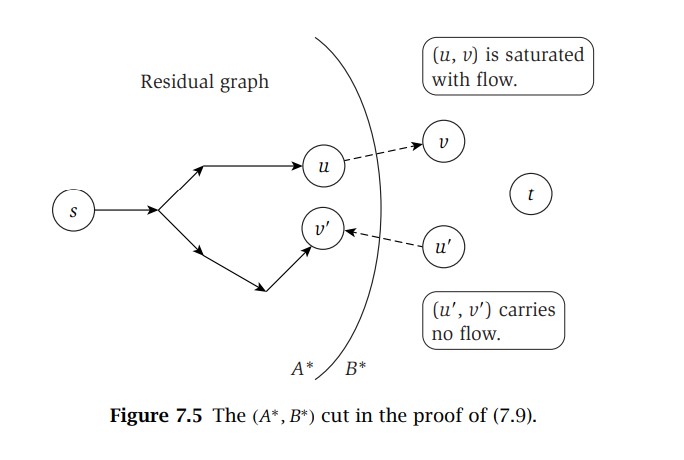 Residual graph
(u, v) is saturated
with flow.
s
u
v
t
v′
u′
(u′, v′) carries
no flow.
A* B*
Figure 7.5 The (A*, B*) cut in the proof of (7.9).